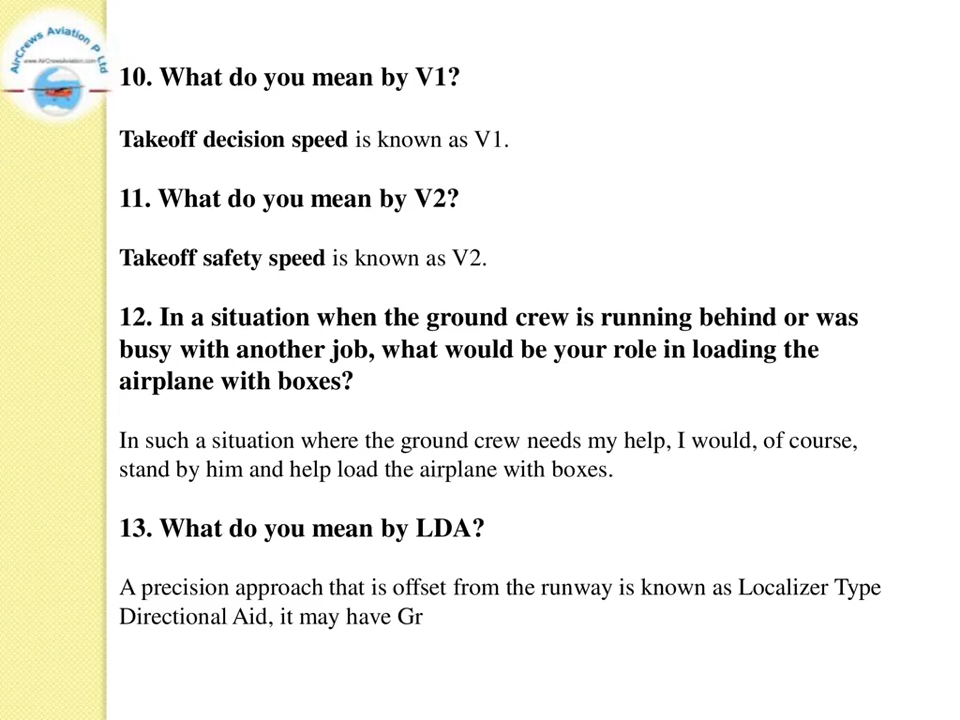 AirCrews Aviation P Ltd
www.AirCrewsAviation.com
10. What do you mean by V1?
Takeoff decision speed is known as V1.
11. What do you mean by V2?
Takeoff safety speed is known as V2.
12. In a situation when the ground crew is running behind or was
busy with another job, what would be your role in loading the
airplane with boxes?
In such a situation where the ground crew needs my help, I would, of course,
stand by him and help load the airplane with boxes.
13. What do you mean by LDA?
A precision approach that is offset from the runway is known as Localizer Type
Directional Aid, it may have Gr